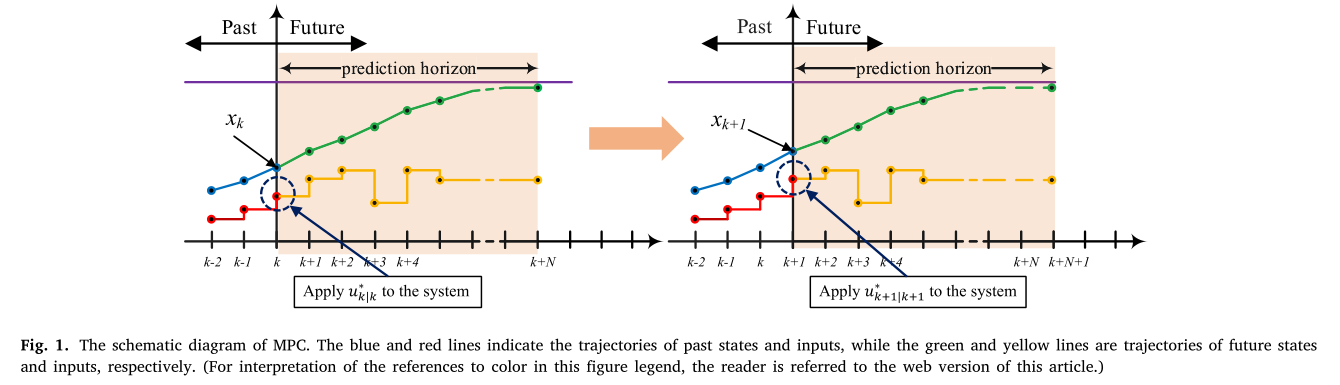 Past Future
prediction horizon
x_k
k-2 k-1 k k+1 k+2 k+3 k+4 k+N
Apply u*_{k|k} to the system
Past Future
prediction horizon
x_{k+1}
k-2 k-1 k k+1 k+2 k+3 k+4 k+N k+N+1
Apply u*_{k+1|k+1} to the system
Fig. 1. The schematic diagram of MPC. The blue and red lines indicate the trajectories of past states and inputs, while the green and yellow lines are trajectories of future states
and inputs, respectively. (For interpretation of the references to color in this figure legend, the reader is referred to the web version of this article.)